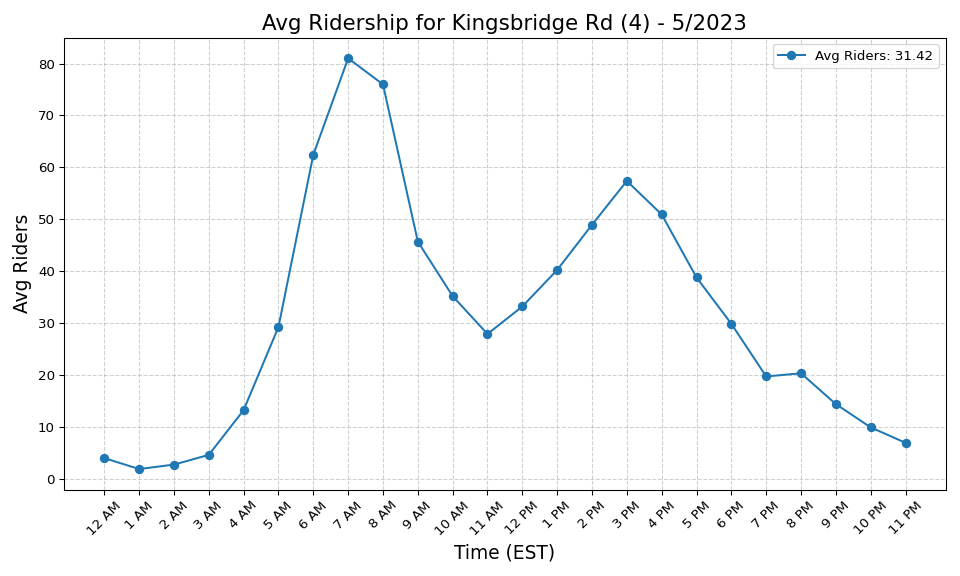 Avg Ridership for Kingsbridge Rd (4) - 5/2023
Avg Riders: 31.42
Avg Riders
80
70
60
50
40
30
20
10
0
12 AM
1 AM
2 AM
3 AM
4 AM
5 AM
6 AM
7 AM
8 AM
9 AM
10 AM
11 AM
12 PM
1 PM
2 PM
3 PM
4 PM
5 PM
6 PM
7 PM
8 PM
9 PM
10 PM
11 PM
Time (EST)